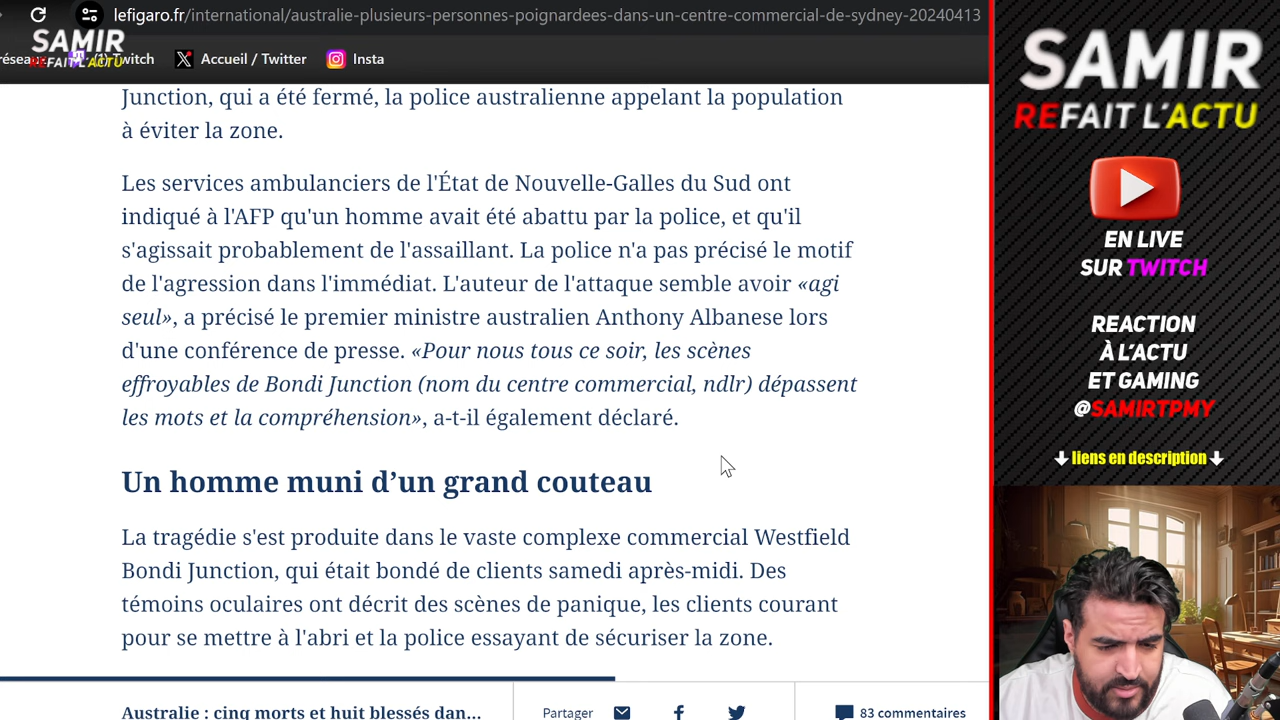 lefigaro.fr/international/australie-plusieurs-personnes-poignardees-dans-un-centre-commercial-de-sydney-20240413
SAMIR
REFAIT L'ACTU
Twitch
Accueil / Twitter
Insta
Junction, qui a été fermé, la police australienne appelant la population
à éviter la zone.
Les services ambulanciers de l'État de Nouvelle-Galles du Sud ont
indiqué à l'AFP qu'un homme avait été abattu par la police, et qu'il
s'agissait probablement de l'assaillant. La police n'a pas précisé le motif
de l'agression dans l'immédiat. L'auteur de l'attaque semble avoir «agi
seul», a précisé le premier ministre australien Anthony Albanese lors
d'une conférence de presse. «Pour nous tous ce soir, les scènes
effroyables de Bondi Junction (nom du centre commercial, ndlr) dépassent
les mots et la compréhension», a-t-il également déclaré.
Un homme muni d’un grand couteau
La tragédie s'est produite dans le vaste complexe commercial Westfield
Bondi Junction, qui était bondé de clients samedi après-midi. Des
témoins oculaires ont décrit des scènes de panique, les clients courant
pour se mettre à l'abri et la police essayant de sécuriser la zone.
Australie : cinq morts et huit blessés dan...
Partager
83 commentaires
SAMIR
REFAIT L'ACTU
EN LIVE
SUR TWITCH
REACTION
À L'ACTU
ET GAMING
@SAMIRTPMY
liens en description